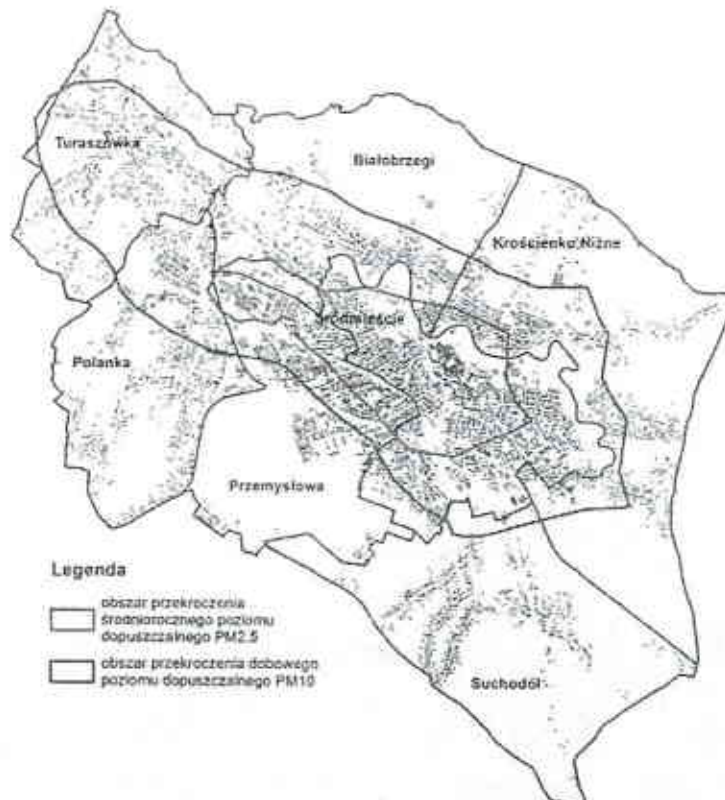 Turaszówka
Białobrzegi
Krościenko Niżne
Śródmieście
Polanka
Przemysłowa
Legenda
obszar przekroczenia
średniorocznego poziomu
dopuszczalnego PM2.5
obszar przekroczenia dobowego
poziomu dopuszczalnego PM10
Suchodół